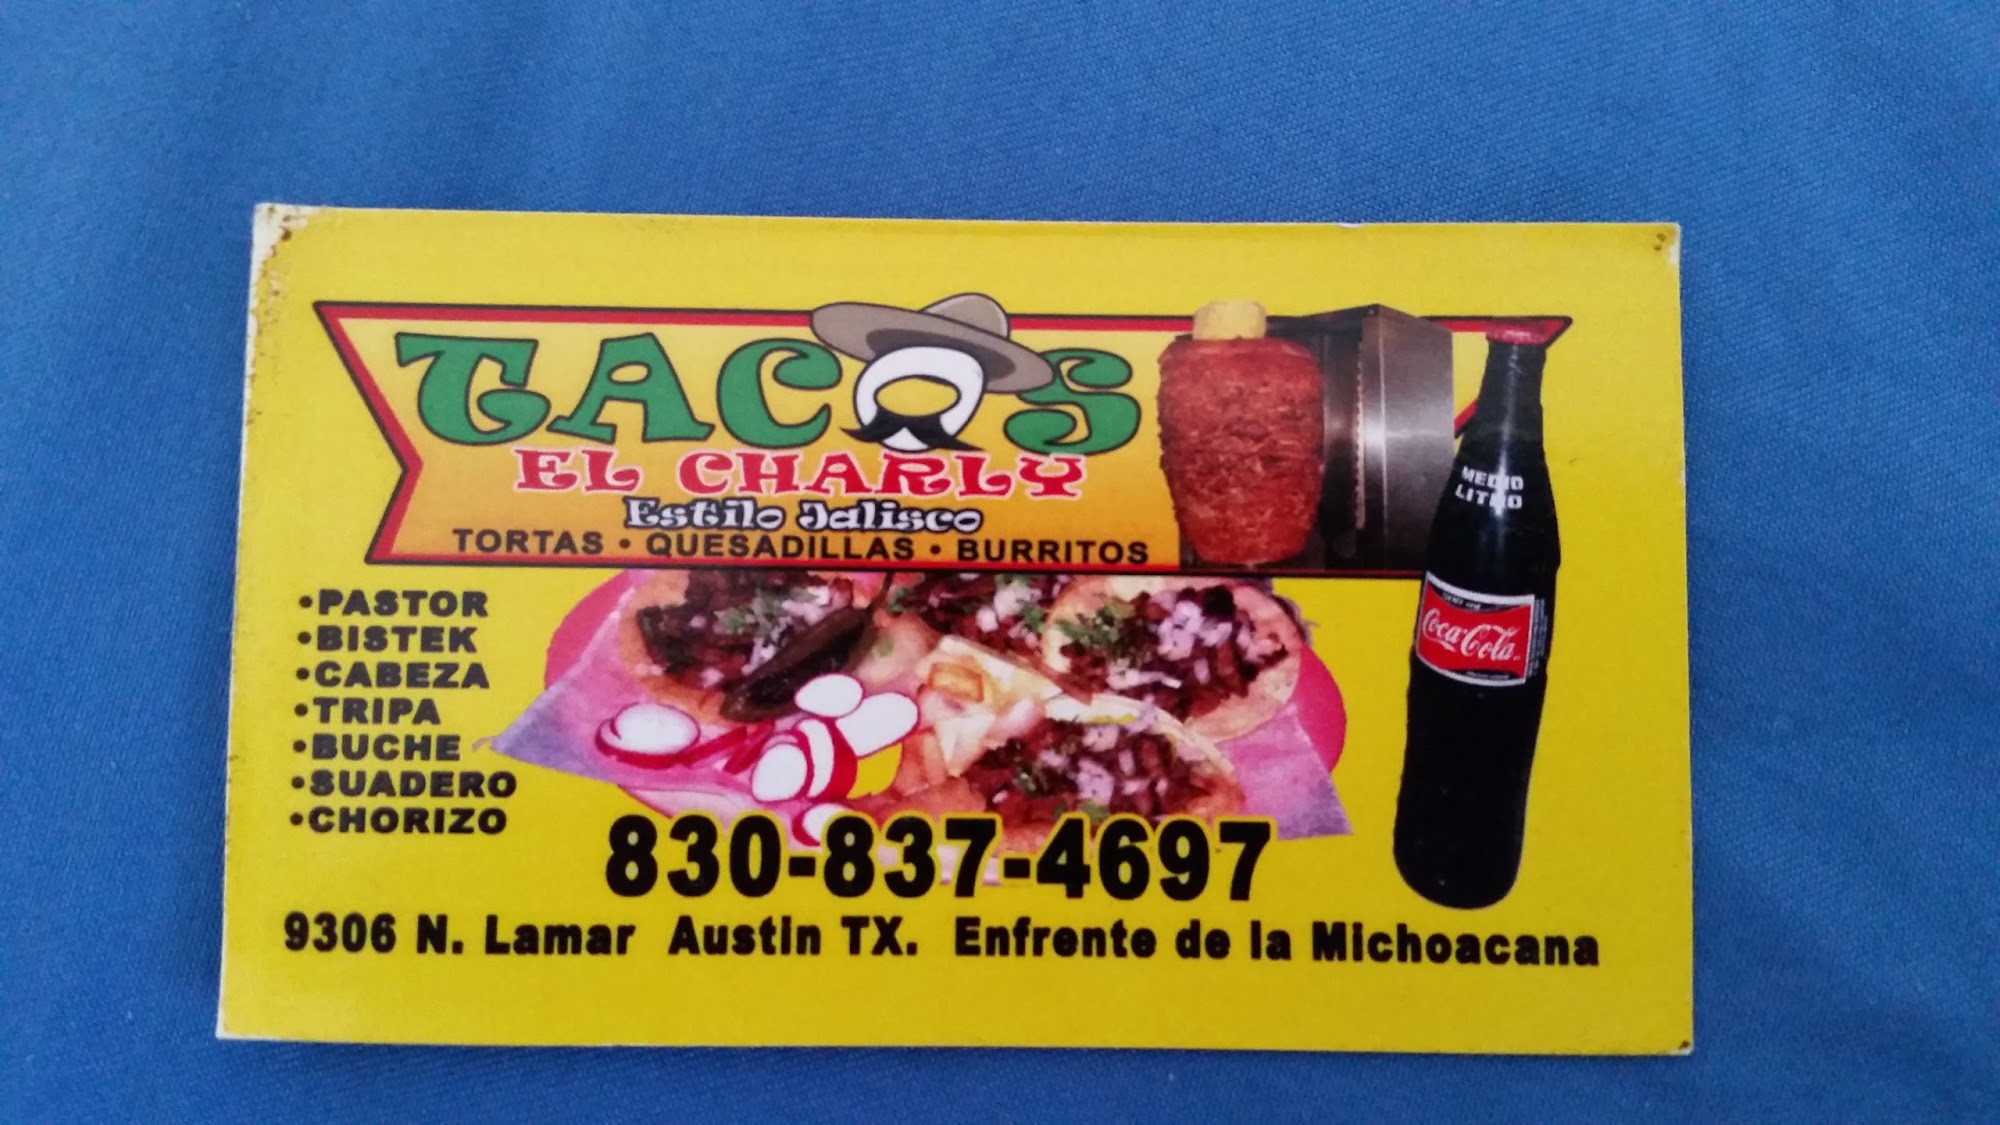 TACOS
EL CHARLY
Estilo Jalisco
TORTAS • QUESADILLAS • BURRITOS
•PASTOR
•BISTEK
•CABEZA
•TRIPA
•BUCHE
•SUADERO
•CHORIZO
MEDIO
LITRO
Coca-Cola
830-837-4697
9306 N. Lamar Austin TX. Enfrente de la Michoacana